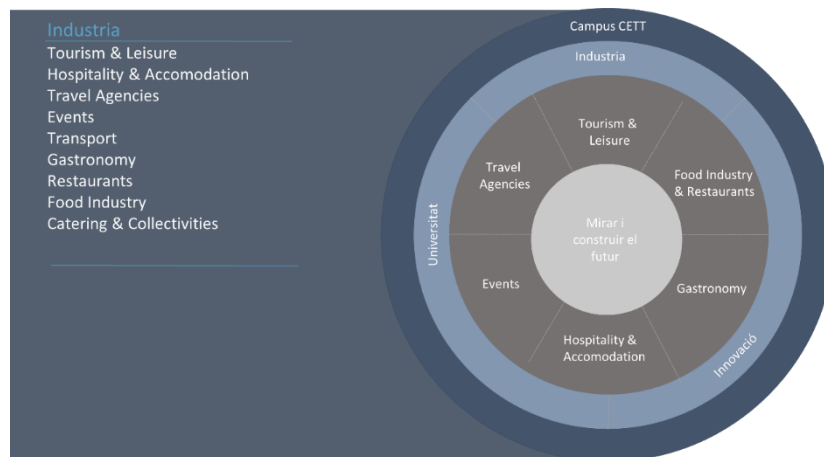 Industria
Tourism & Leisure
Hospitality & Accomodation
Travel Agencies
Events
Transport
Gastronomy
Restaurants
Food Industry
Catering & Collectivities
Campus CETT
Industria
Tourism &
Leisure
Travel
Agencies
Food Industry
& Restaurants
Universitat
Mirar i
construir el
futur
Events
Gastronomy
Hospitality &
Accomodation
Innovació